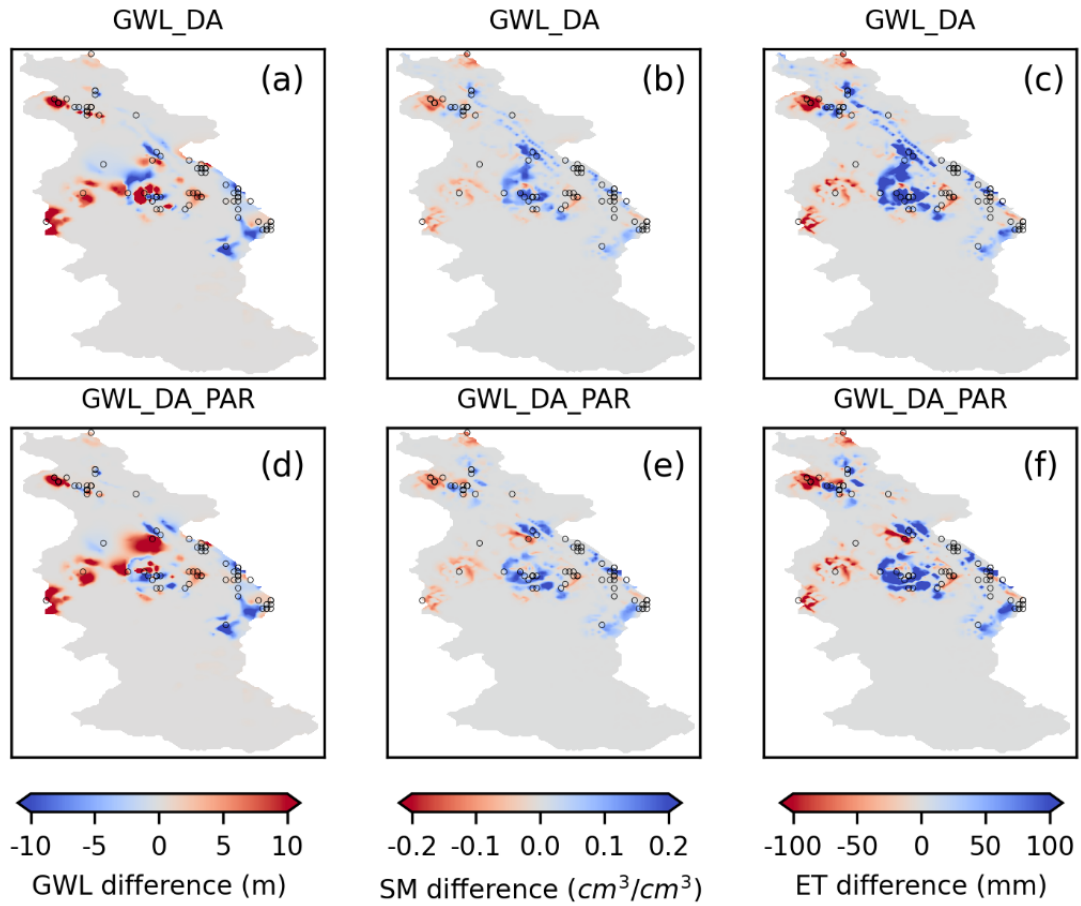 GWL_DA GWL_DA GWL_DA
(a) (b) (c)
GWL_DA_PAR GWL_DA_PAR GWL_DA_PAR
(d) (e) (f)
-10 -5 0 5 10 -0.2 -0.1 0.0 0.1 0.2 -100 -50 0 50 100
GWL difference (m) SM difference (cm³/cm³) ET difference (mm)